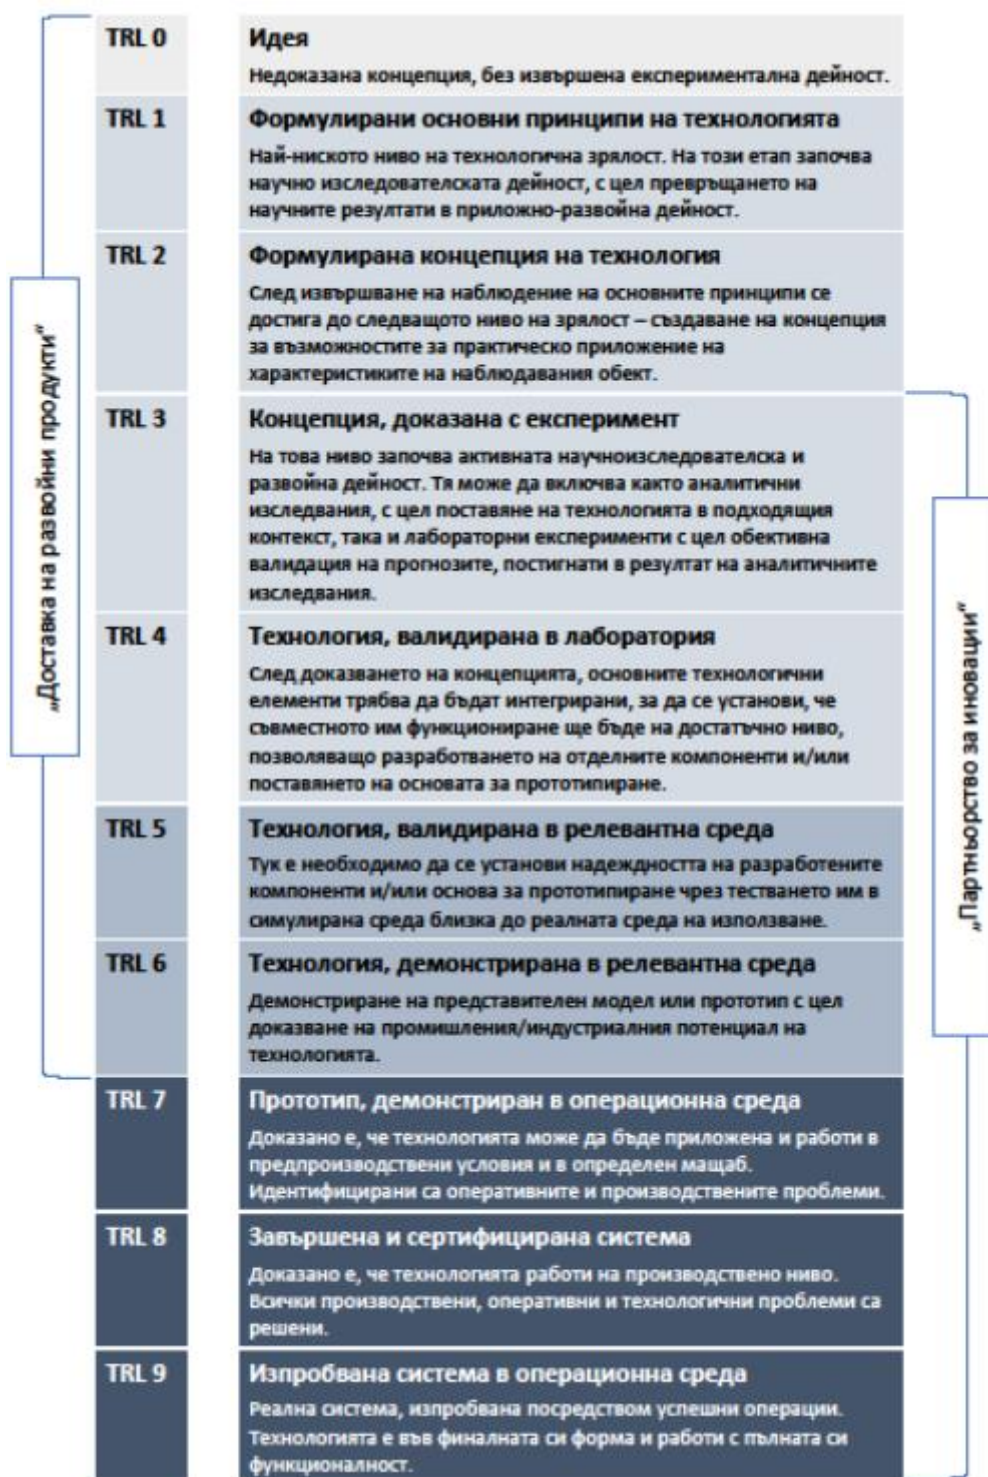 TRL 0
Идея
Недоказана концепция, без извършена експериментална дейност.
TRL 1
Формулирани основни принципи на технологията
Най-ниското ниво на технологична зрялост. На този етап започва
научно изследователската дейност, с цел превръщането на
научните резултати в приложно-развойна дейност.
TRL 2
Формулирана концепция на технология
След извършване на наблюдение на основните принципи се
достига до следващото ниво на зрялост – създаване на концепция
за възможностите за практическо приложение на
характеристиките на наблюдавания обект.
TRL 3
Концепция, доказана с експеримент
На това ниво започва активната научноизследователска и
развойна дейност. Тя може да включва както аналитични
изследвания, с цел поставяне на технологията в подходящия
контекст, така и лабораторни експерименти с цел обективна
валидация на прогнозите, постигнати в резултат на аналитичните
изследвания.
TRL 4
Технология, валидирана в лаборатория
След доказването на концепцията, основните технологични
елементи трябва да бъдат интегрирани, за да се установи, че
съвместното им функциониране ще бъде на достатъчно ниво,
позволяващо разработването на отделните компоненти и/или
поставянето на основата за прототипиране.
TRL 5
Технология, валидирана в релевантна среда
Тук е необходимо да се установи надеждността на разработените
компоненти и/или основа за прототипиране чрез тестването им в
симулирана среда близка до реалната среда на използване.
TRL 6
Технология, демонстрирана в релевантна среда
Демонстриране на представителен модел или прототип с цел
доказване на промишления/индустриалния потенциал на
технологията.
TRL 7
Прототип, демонстриран в операционна среда
Доказано е, че технологията може да бъде приложена и работи в
предпроизводствени условия и в определен мащаб.
Идентифицирани са оперативните и производствените проблеми.
TRL 8
Завършена и сертифицирана система
Доказано е, че технологията работи на производствено ниво.
Всички производствени, оперативни и технологични проблеми са
решени.
TRL 9
Изпробвана система в операционна среда
Реална система, изпробвана посредством успешни операции.
Технологията е във финалната си форма и работи с пълната си
функционалност.
„Доставка на развойни продукти“
„Партньорство за иновации“